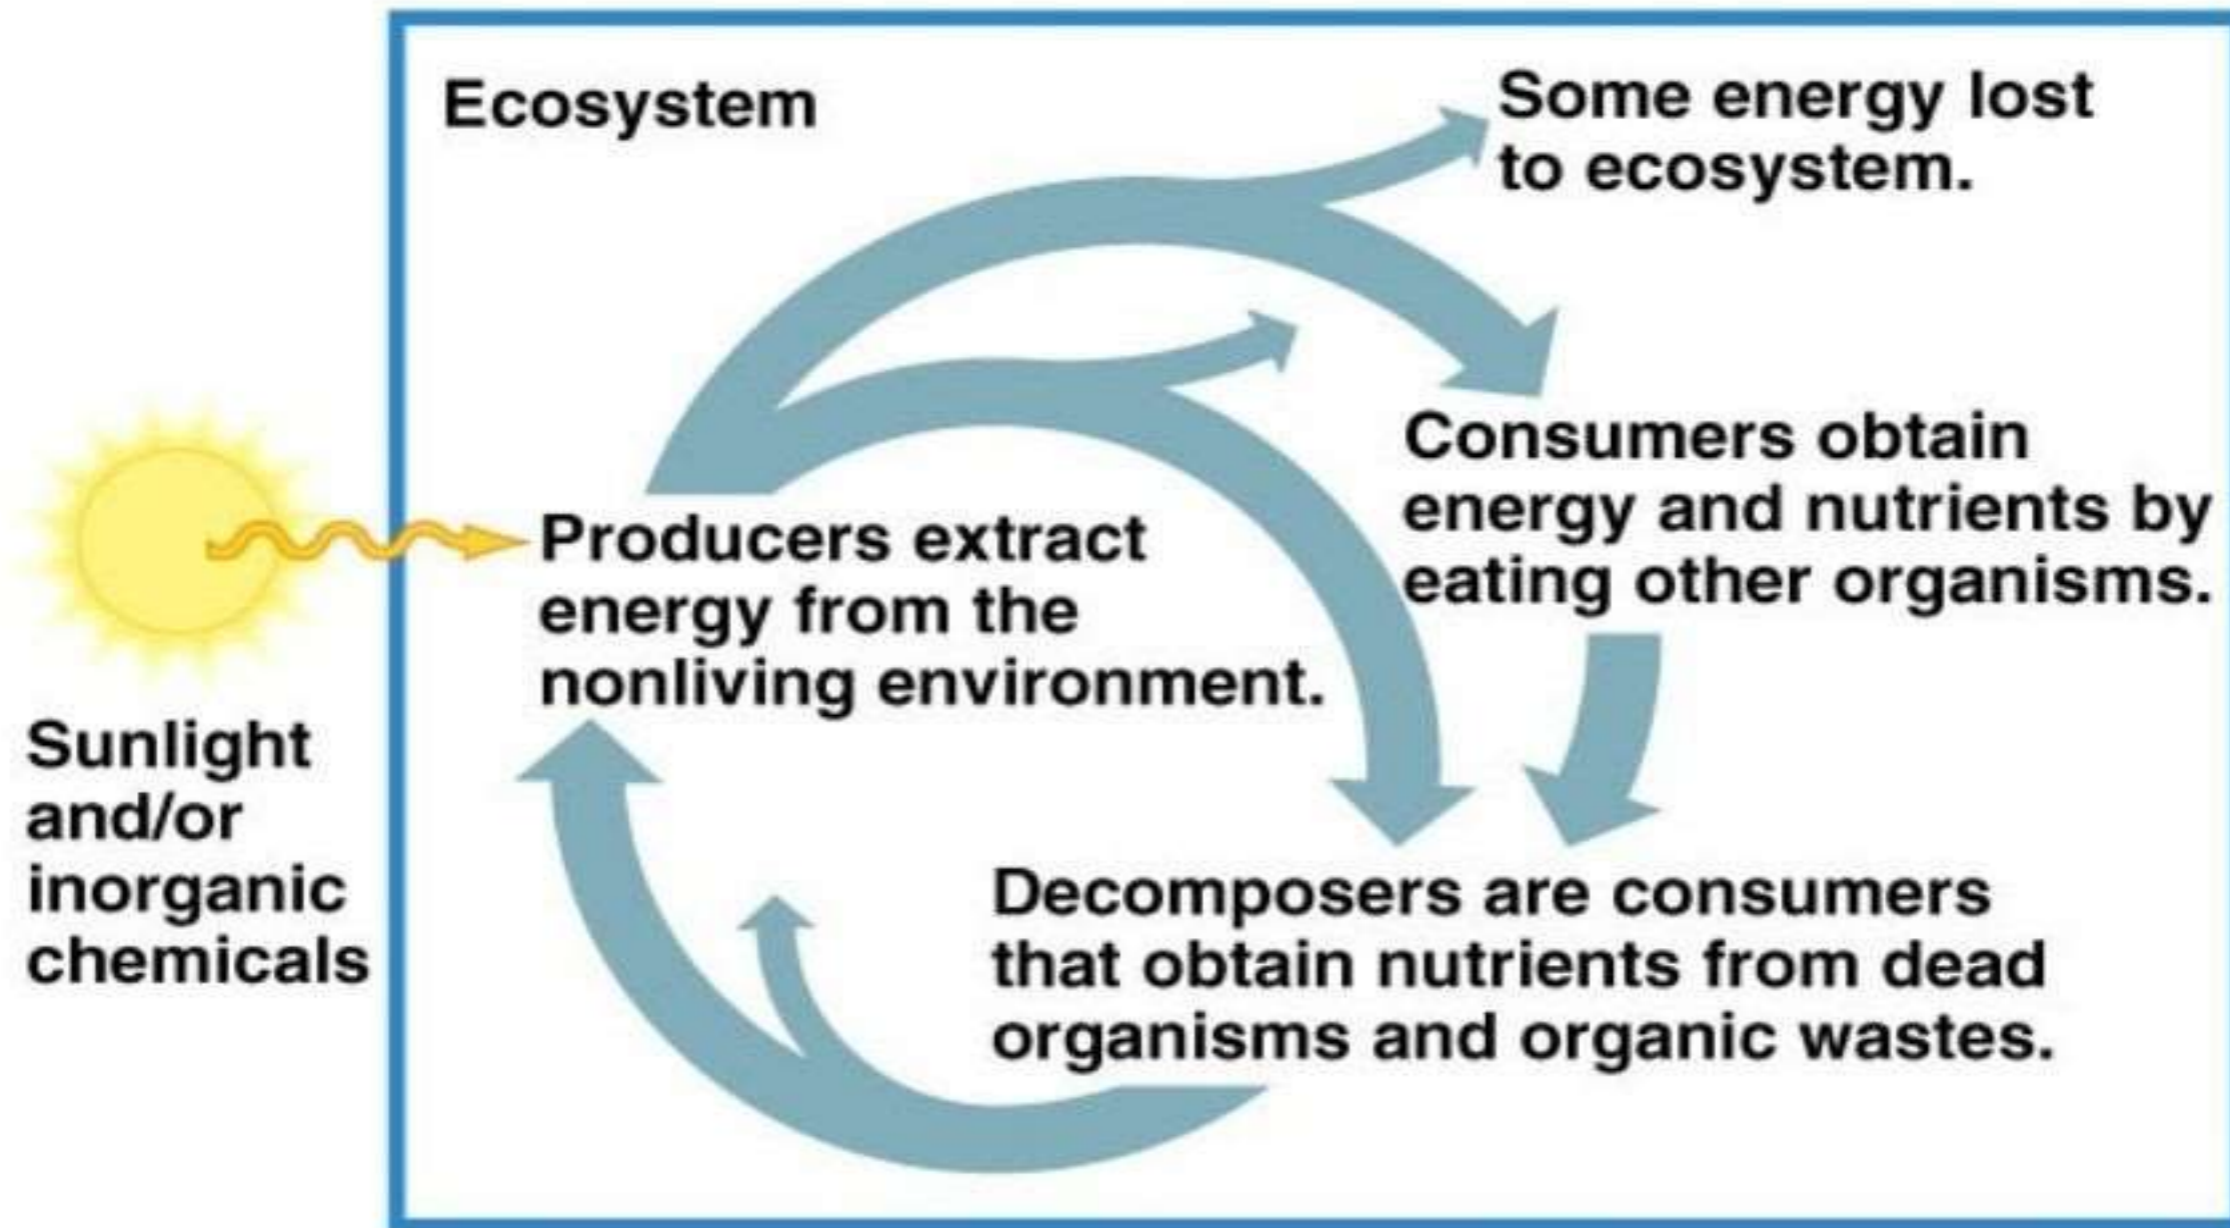 Ecosystem
Some energy lost
to ecosystem.
Consumers obtain
energy and nutrients by
eating other organisms.
Producers extract
energy from the
nonliving environment.
Sunlight
and/or
inorganic
chemicals
Decomposers are consumers
that obtain nutrients from dead
organisms and organic wastes.